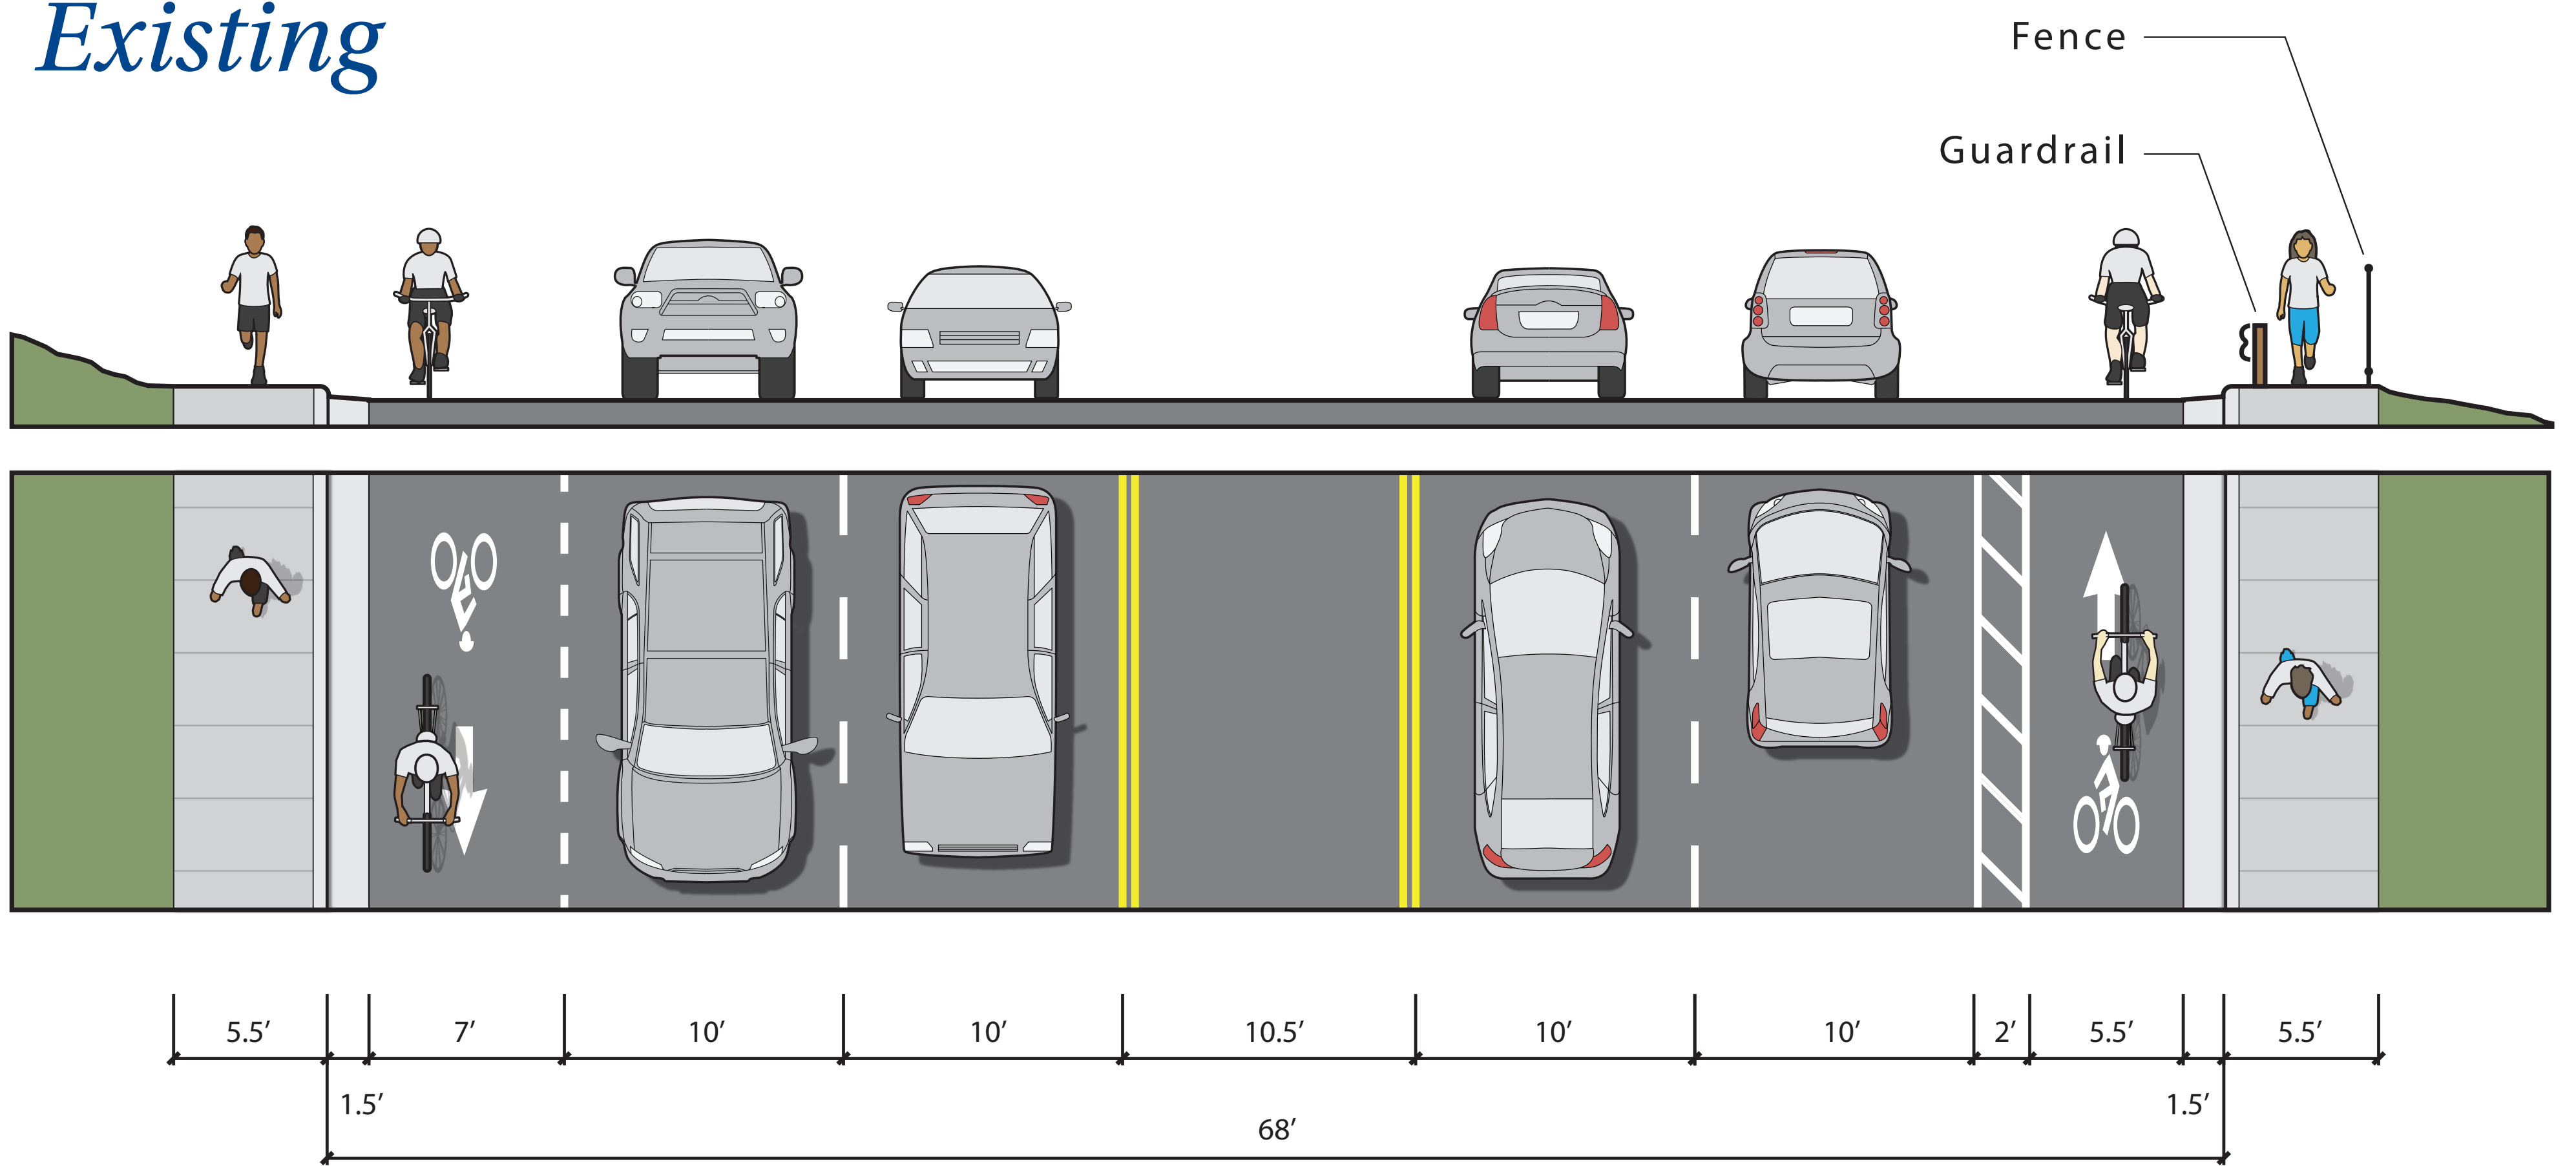 Existing
Fence
Guardrail
5.5’ 7’ 10’ 10’ 10.5’ 10’ 10’ 2’ 5.5’ 5.5’
1.5’ 1.5’
68’